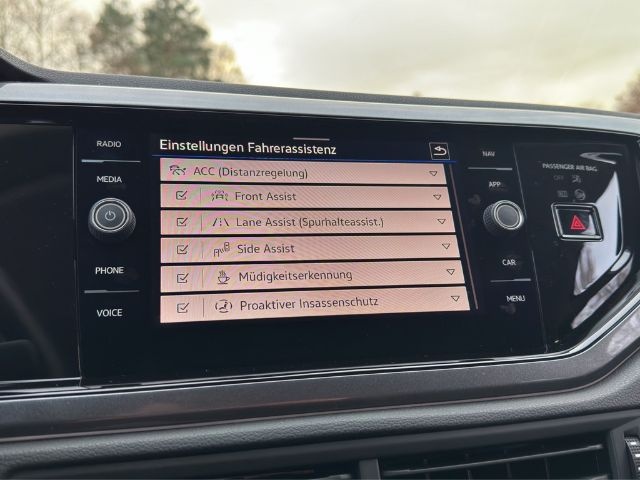 RADIO
MEDIA
PHONE
VOICE
Einstellungen Fahrerassistenz
ACC (Distanzregelung)
Front Assist
Lane Assist (Spurhalteassist.)
Side Assist
Müdigkeitserkennung
Proaktiver Insassenschutz
NAV
APP
CAR
MENU
PASSENGER AIR BAG
OFF